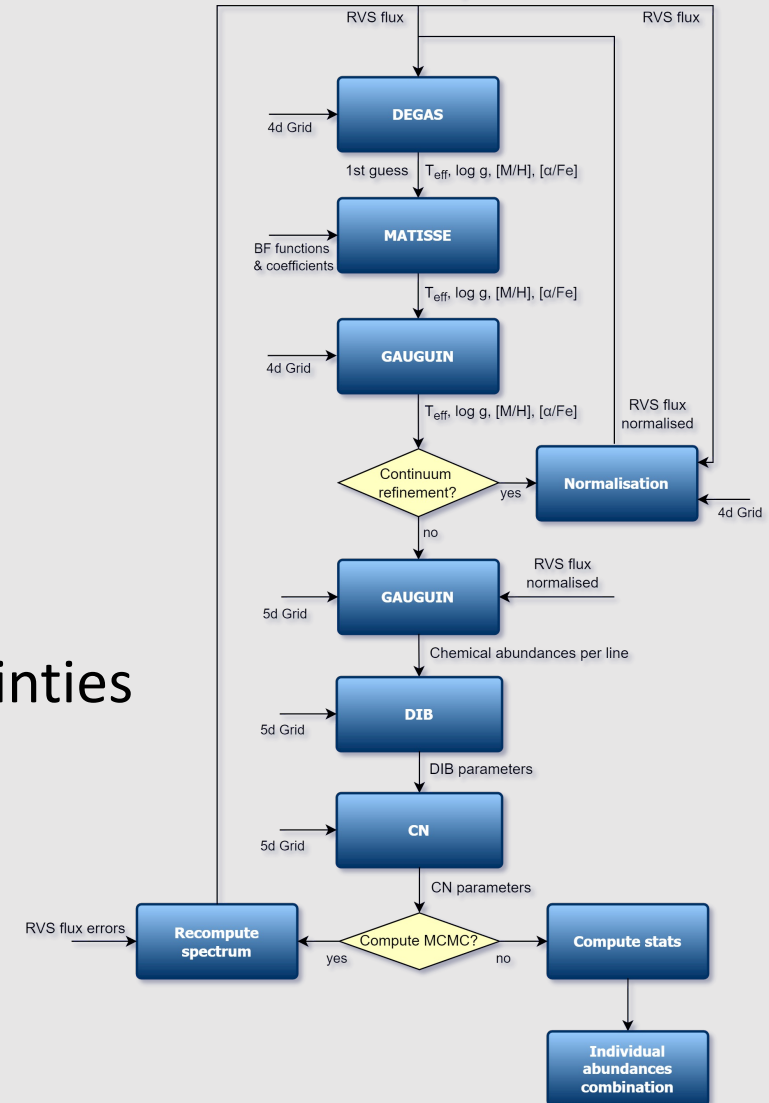 RVS flux
RVS flux
DEGAS
4d Grid
1st guess
T_eff, log g, [M/H], [α/Fe]
MATISSE
BF functions
& coefficients
T_eff, log g, [M/H], [α/Fe]
GAUGUIN
4d Grid
T_eff, log g, [M/H], [α/Fe]
RVS flux
normalised
Continuum
refinement?
yes
Normalisation
4d Grid
no
RVS flux
normalised
GAUGUIN
5d Grid
Chemical abundances per line
inties
DIB
5d Grid
DIB parameters
CN
5d Grid
CN parameters
RVS flux errors
Recompute
spectrum
yes
Compute MCMC?
no
Compute stats
Individual
abundances
combination